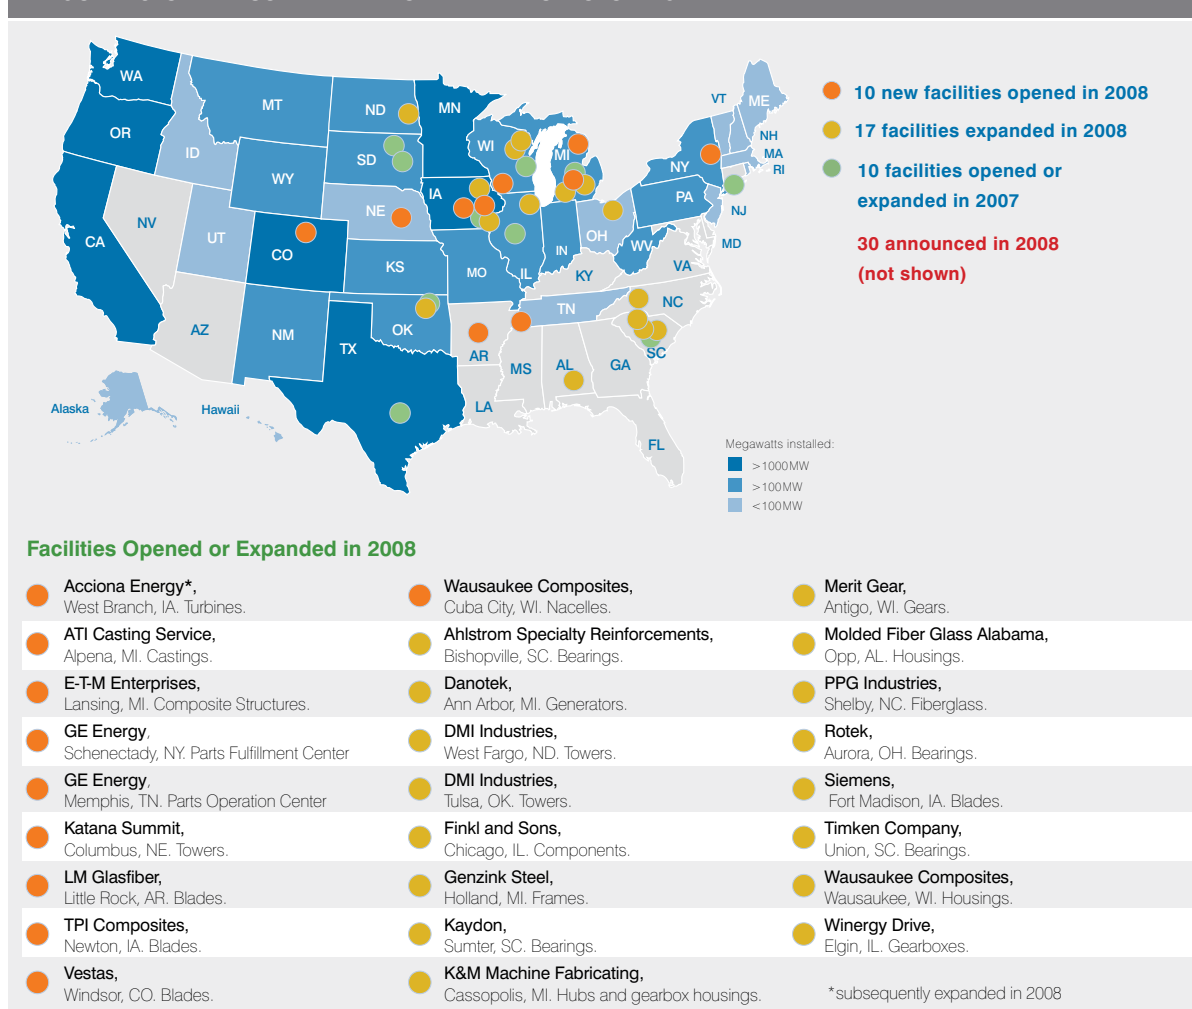 WA
MT
ND
MN
VT
ME
OR
ID
SD
WI
MI
NH
MA
RI
NY
WY
IA
NE
PA
NJ
NV
UT
CO
CA
IL
IN
OH
WV
MD
KS
MO
KY
VA
AZ
NM
OK
TN
NC
TX
AR
MS
AL
GA
SC
LA
FL
Alaska
Hawaii
10 new facilities opened in 2008
17 facilities expanded in 2008
10 facilities opened or
expanded in 2007
30 announced in 2008
(not shown)
Megawatts installed:
>1000MW
>100MW
<100MW
Facilities Opened or Expanded in 2008
Acciona Energy*,
West Branch, IA. Turbines.
ATI Casting Service,
Alpena, MI. Castings.
E-T-M Enterprises,
Lansing, MI. Composite Structures.
GE Energy,
Schenectady, NY. Parts Fulfillment Center
GE Energy,
Memphis, TN. Parts Operation Center
Katana Summit,
Columbus, NE. Towers.
LM Glasfiber,
Little Rock, AR. Blades.
TPI Composites,
Newton, IA. Blades.
Vestas,
Windsor, CO. Blades.
Wausaukee Composites,
Cuba City, WI. Nacelles.
Ahlstrom Specialty Reinforcements,
Bishopville, SC. Bearings.
Danotek,
Ann Arbor, MI. Generators.
DMI Industries,
West Fargo, ND. Towers.
DMI Industries,
Tulsa, OK. Towers.
Finkl and Sons,
Chicago, IL. Components.
Genzink Steel,
Holland, MI. Frames.
Kaydon,
Sumter, SC. Bearings.
K&M Machine Fabricating,
Cassopolis, MI. Hubs and gearbox housings.
Merit Gear,
Antigo, WI. Gears.
Molded Fiber Glass Alabama,
Opp, AL. Housings.
PPG Industries,
Shelby, NC. Fiberglass.
Rotek,
Aurora, OH. Bearings.
Siemens,
Fort Madison, IA. Blades.
Timken Company,
Union, SC. Bearings.
Wausaukee Composites,
Wausaukee, WI. Housings.
Winergy Drive,
Elgin, IL. Gearboxes.
*subsequently expanded in 2008